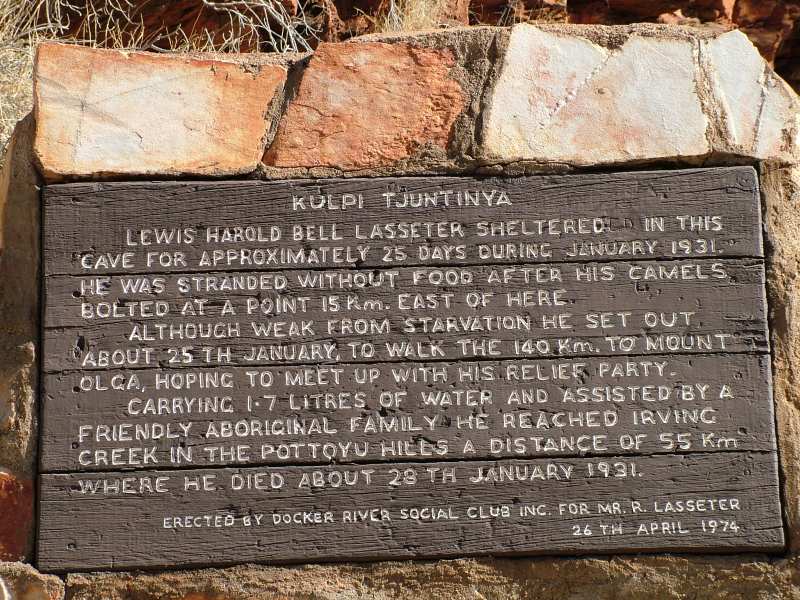 KULPI TJUNTINYA
LEWIS HAROLD BELL LASSETER SHELTERED IN THIS
CAVE FOR APPROXIMATELY 25 DAYS DURING JANUARY 1931.
HE WAS STRANDED WITHOUT FOOD AFTER HIS CAMELS
BOLTED AT A POINT 15 Km. EAST OF HERE.
ALTHOUGH WEAK FROM STARVATION HE SET OUT
ABOUT 25 TH JANUARY, TO WALK THE 140 Km. TO MOUNT
OLGA, HOPING TO MEET UP WITH HIS RELIEF PARTY.
CARRYING 1·7 LITRES OF WATER AND ASSISTED BY A
FRIENDLY ABORIGINAL FAMILY HE REACHED IRVING
CREEK IN THE POTTOYU HILLS A DISTANCE OF 55 Km
WHERE HE DIED ABOUT 28 TH JANUARY 1931.
ERECTED BY DOCKER RIVER SOCIAL CLUB INC. FOR MR. R. LASSETER
26 TH APRIL 1974